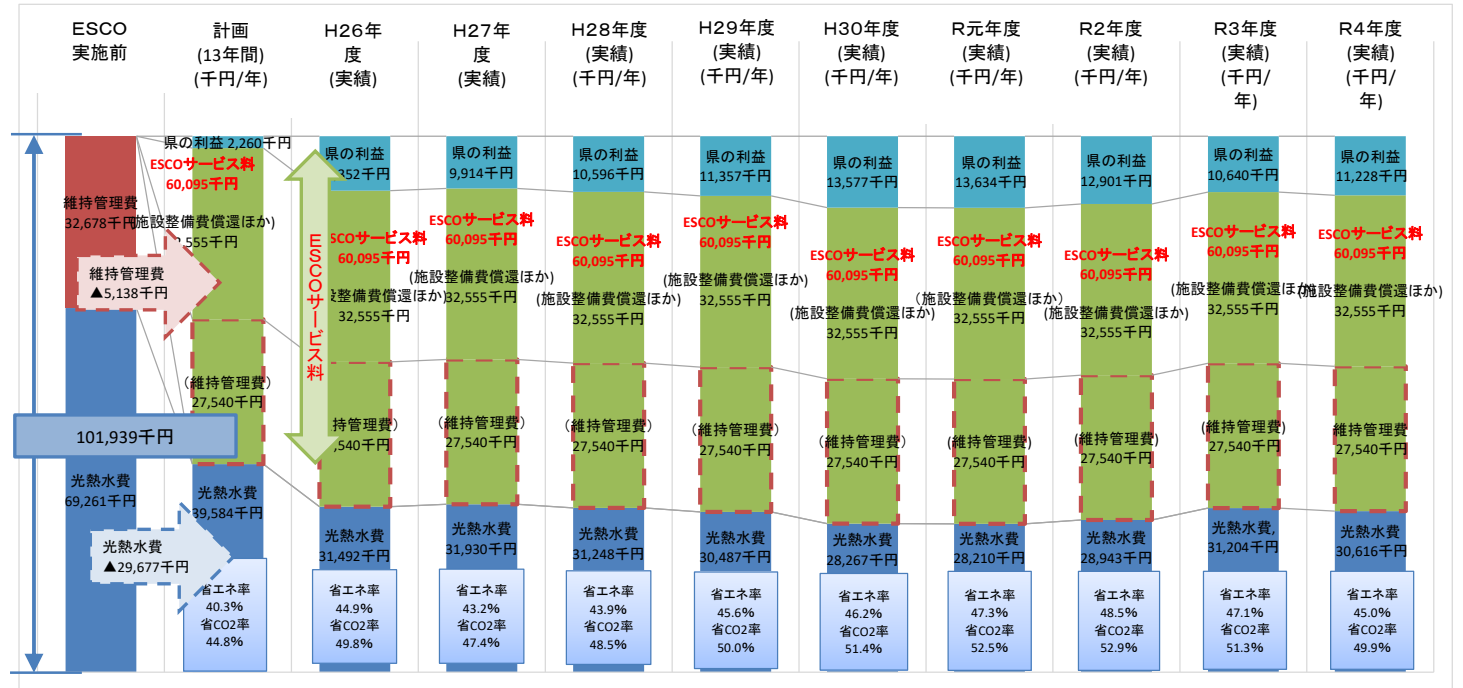 ESCO
実施前
計画
(13年間)
(千円/年)
H26年
度
(実績)
H27年
度
(実績)
H28年度
(実績)
(千円/年)
H29年度
(実績)
(千円/年)
H30年度
(実績)
(千円/年)
R元年度
(実績)
(千円/年)
R2年度
(実績)
(千円/年)
R3年度
(実績)
(千円/
年)
R4年度
(実績)
(千円/
年)
維持管理費
32,678千円
101,939千円
光熱水費
69,261千円
維持管理費
▲5,138千円
光熱水費
▲29,677千円
県の利益 2,260千円
ESCOサービス料
60,095千円
施設整備費償還ほか)
,555千円
(維持管理費)
27,540千円
光熱水費
39,584千円
省エネ率
40.3%
省CO2率
44.8%
ESCOサービス料
県の利益
352千円
SCOサービス料
60,095千円
設整備費償還ほか)
32,555千円
持管理費)
,540千円
光熱水費
31,492千円
省エネ率
44.9%
省CO2率
49.8%
県の利益
9,914千円
ESCOサービス料
60,095千円
(施設整備費償還ほか)
32,555千円
(維持管理費)
27,540千円
光熱水費
31,930千円
省エネ率
43.2%
省CO2率
47.4%
県の利益
10,596千円
ESCOサービス料
60,095千円
(施設整備費償還ほか)
32,555千円
(維持管理費)
27,540千円
光熱水費
31,248千円
省エネ率
43.9%
省CO2率
48.5%
県の利益
11,357千円
ESCOサービス料
60,095千円
(施設整備費償還ほか)
32,555千円
(維持管理費)
27,540千円
光熱水費
30,487千円
省エネ率
45.6%
省CO2率
50.0%
県の利益
13,577千円
ESCOサービス料
60,095千円
(施設整備費償還ほか)
32,555千円
(維持管理費)
27,540千円
光熱水費
28,267千円
省エネ率
46.2%
省CO2率
51.4%
県の利益
13,634千円
ESCOサービス料
60,095千円
(施設整備費償還ほか)
32,555千円
(維持管理費)
27,540千円
光熱水費
28,210千円
省エネ率
47.3%
省CO2率
52.5%
県の利益
12,901千円
ESCOサービス料
60,095千円
(施設整備費償還ほか)
32,555千円
(維持管理費)
27,540千円
光熱水費
28,943千円
省エネ率
48.5%
省CO2率
52.9%
県の利益
10,640千円
ESCOサービス料
60,095千円
(施設整備費償還ほか)
32,555千円
(維持管理費)
27,540千円
光熱水費,
31,204千円
省エネ率
47.1%
省CO2率
51.3%
県の利益
11,228千円
ESCOサービス料
60,095千円
(施設整備費償還ほか)
32,555千円
維持管理費
27,540千円
光熱水費
30,616千円
省エネ率
45.0%
省CO2率
49.9%